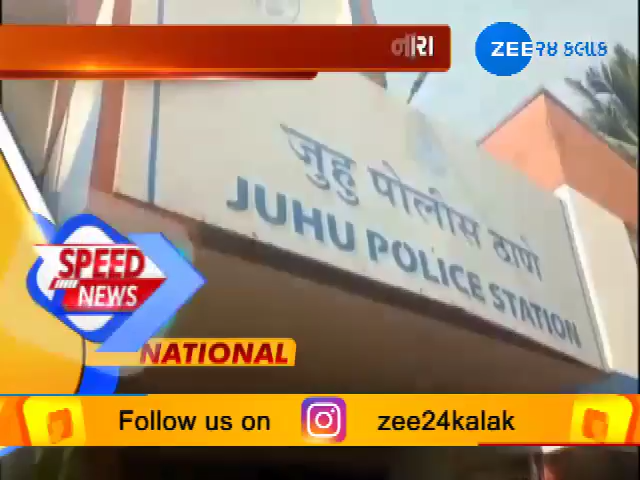 નારા
ZEE ૨૪ કલાક
जुहु पोलीस ठाणे
JUHU POLICE STATION
SPEED
NEWS
NATIONAL
Follow us on zee24kalak